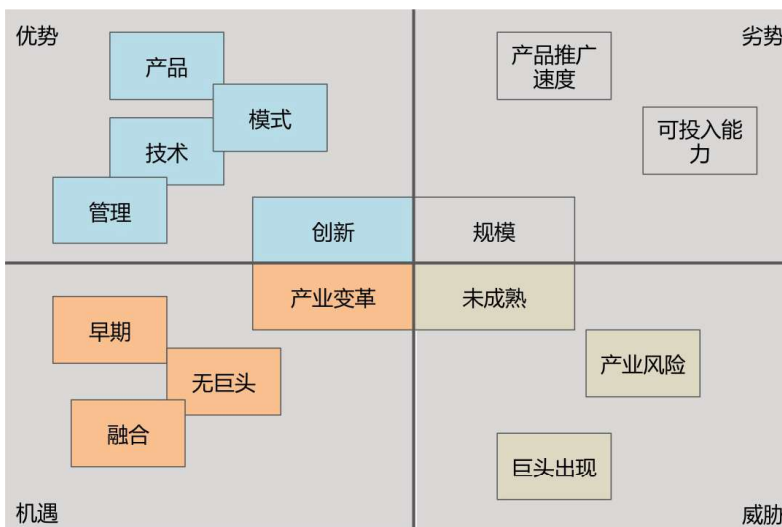 优势
产品
模式
技术
管理
创新
劣势
产品推广
速度
可投入能
力
规模
产业变革
早期
无巨头
融合
机遇
未成熟
产业风险
巨头出现
威胁